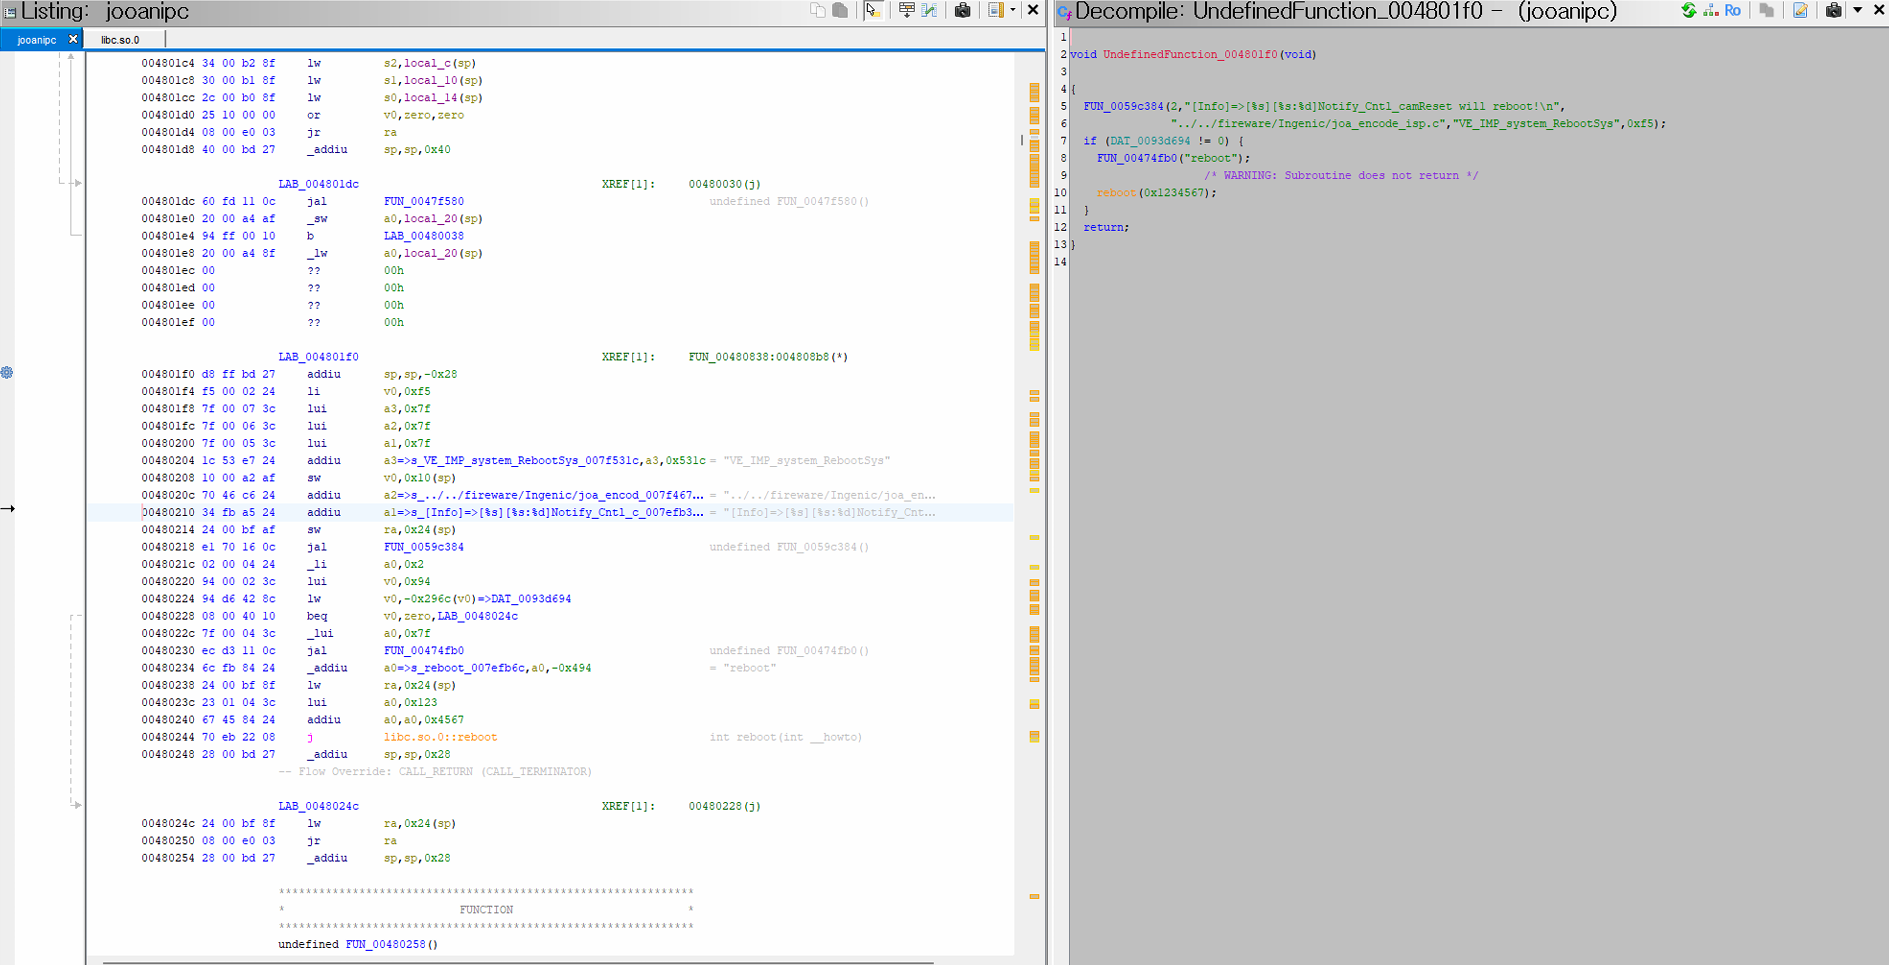 Listing: jooanipc
jooanipc libc.so.0
004801c4 34 00 b2 8f lw s2,local_c(sp)
004801c8 30 00 b1 8f lw s1,local_10(sp)
004801cc 2c 00 b0 8f lw s0,local_14(sp)
004801d0 25 10 00 00 or v0,zero,zero
004801d4 08 00 e0 03 jr ra
004801d8 40 00 bd 27 _addiu sp,sp,0x40
LAB_004801dc XREF[1]: 00480030(j)
004801dc 60 fd 11 0c jal FUN_0047f580 undefined FUN_0047f580()
004801e0 20 00 a4 af _sw a0,local_20(sp)
004801e4 94 ff 00 10 b LAB_00480038
004801e8 20 00 a4 8f _lw a0,local_20(sp)
004801ec 00 ?? 00h
004801ed 00 ?? 00h
004801ee 00 ?? 00h
004801ef 00 ?? 00h
LAB_004801f0 XREF[1]: FUN_00480838:004808b8(*)
004801f0 d8 ff bd 27 addiu sp,sp,-0x28
004801f4 f5 00 02 24 li v0,0xf5
004801f8 7f 00 07 3c lui a3,0x7f
004801fc 7f 00 06 3c lui a2,0x7f
00480200 7f 00 05 3c lui a1,0x7f
00480204 1c 53 e7 24 addiu a3=>s_VE_IMP_system_RebootSys_007f531c,a3,0x531c = "VE_IMP_system_RebootSys"
00480208 10 00 a2 af sw v0,0x10(sp)
0048020c 70 46 c6 24 addiu a2=>s_../../fireware/Ingenic/joa_encod_007f467... = "../../fireware/Ingenic/joa_en...
00480210 34 fb a5 24 addiu a1=>s_[Info]=>[%s][%s:%d]Notify_Cntl_c_007efb3... = "[Info]=>[%s][%s:%d]Notify_Cnt...
00480214 24 00 bf af sw ra,0x24(sp)
00480218 e1 70 16 0c jal FUN_0059c384 undefined FUN_0059c384()
0048021c 02 00 04 24 _li a0,0x2
00480220 94 00 02 3c lui v0,0x94
00480224 94 d6 42 8c lw v0,-0x296c(v0)=>DAT_0093d694
00480228 08 00 40 10 beq v0,zero,LAB_0048024c
0048022c 7f 00 04 3c _lui a0,0x7f
00480230 ec d3 11 0c jal FUN_00474fb0 undefined FUN_00474fb0()
00480234 6c fb 84 24 _addiu a0=>s_reboot_007efb6c,a0,-0x494 = "reboot"
00480238 24 00 bf 8f lw ra,0x24(sp)
0048023c 23 01 04 3c lui a0,0x123
00480240 67 45 84 24 addiu a0,a0,0x4567
00480244 70 eb 22 08 j libc.so.0::reboot int reboot(int __howto)
00480248 28 00 bd 27 _addiu sp,sp,0x28
-- Flow Override: CALL_RETURN (CALL_TERMINATOR)
LAB_0048024c XREF[1]: 00480228(j)
0048024c 24 00 bf 8f lw ra,0x24(sp)
00480250 08 00 e0 03 jr ra
00480254 28 00 bd 27 _addiu sp,sp,0x28
**************************************************************
* FUNCTION *
**************************************************************
undefined FUN_00480258()
Decompile: UndefinedFunction_004801f0 - (jooanipc)
Ro
1
2 void UndefinedFunction_004801f0(void)
3
4 {
5 FUN_0059c384(2,"[Info]=>[%s][%s:%d]Notify_Cntl_camReset will reboot!\n",
6 "../../fireware/Ingenic/joa_encode_isp.c","VE_IMP_system_RebootSys",0xf5);
7 if (DAT_0093d694 != 0) {
8 FUN_00474fb0("reboot");
9 /* WARNING: Subroutine does not return */
10 reboot(0x1234567);
11 }
12 return;
13 }
14